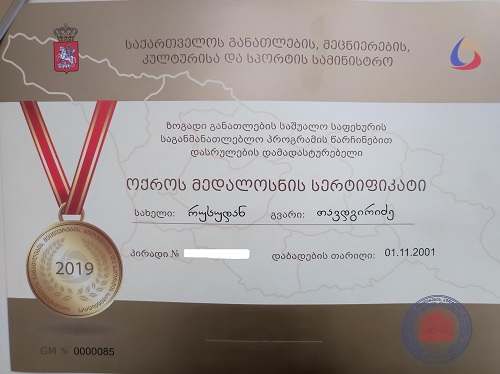 საქართველოს განათლების, მეცნიერების,
კულტურისა და სპორტის სამინისტრო
ზოგადი განათლების საშუალო საფეხურის
საგანმანათლებლო პროგრამის წარჩინებით
დასრულების დამადასტურებელი
ოქროს მედალოსნის სერტიფიკატი
სახელი: რუსუდან გვარი: თავდგირიძე
პირადი № დაბადების თარიღი: 01.11.2001
2019
GM № 0000085